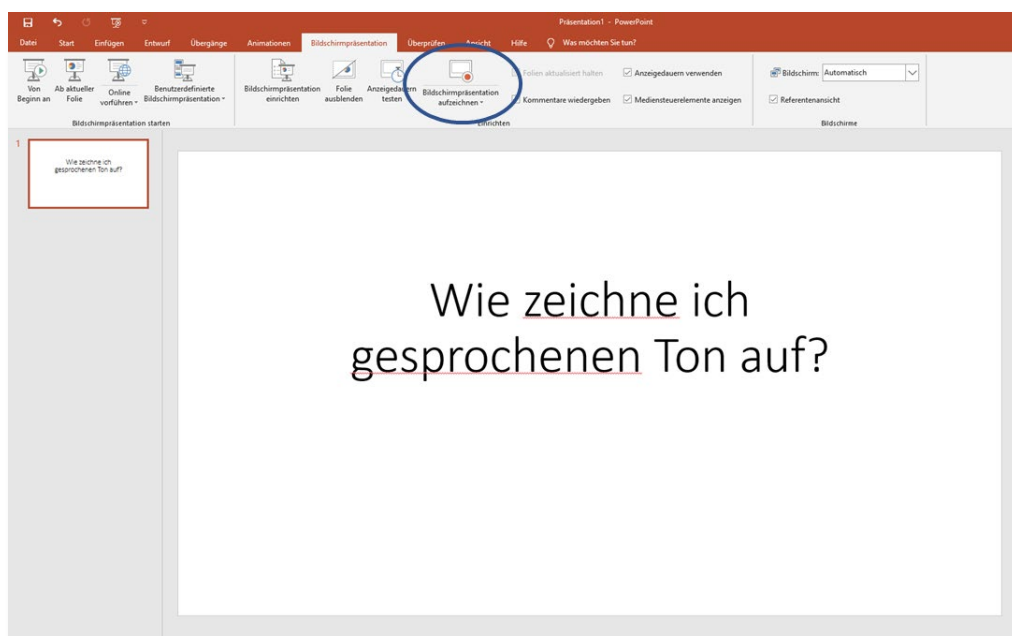 Präsentation1 - PowerPoint
Datei Start Einfügen Entwurf Übergänge Animationen Bildschirmpräsentation Überprüfen Ansicht Hilfe Was möchten Sie tun?
Von Beginn an
Ab aktueller Folie
Online vorführen
Benutzerdefinierte Bildschirmpräsentation
Bildschirmpräsentation starten
Bildschirmpräsentation einrichten
Folie ausblenden
Anzeigedauern testen
Bildschirmpräsentation aufzeichnen
Folien aktualisiert halten
Kommentare wiedergeben
Anzeigedauern verwenden
Mediensteuerelemente anzeigen
Einrichten
Bildschirm: Automatisch
Referentenansicht
Bildschirme
1
Wie zeichne ich
gesprochenen Ton auf?
Wie zeichne ich
gesprochenen Ton auf?